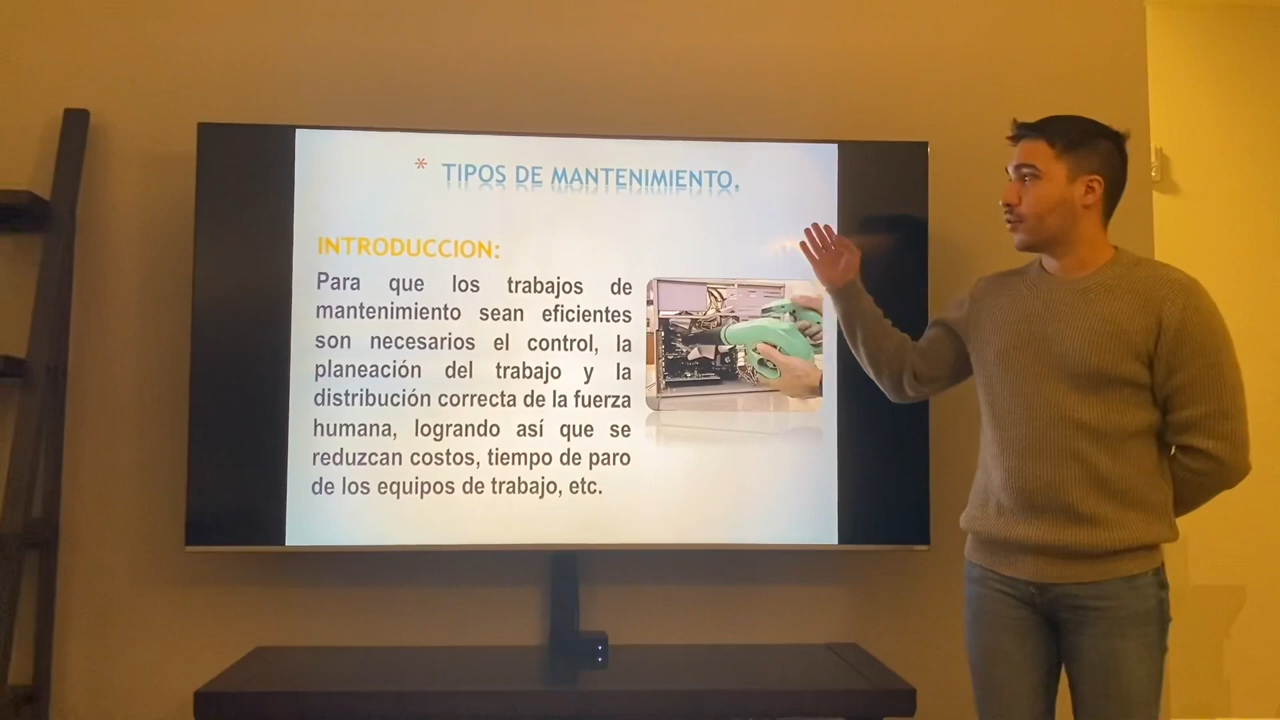 * TIPOS DE MANTENIMIENTO.
INTRODUCCION:
Para que los trabajos de
mantenimiento sean eficientes
son necesarios el control, la
planeación del trabajo y la
distribución correcta de la fuerza
humana, logrando así que se
reduzcan costos, tiempo de paro
de los equipos de trabajo, etc.